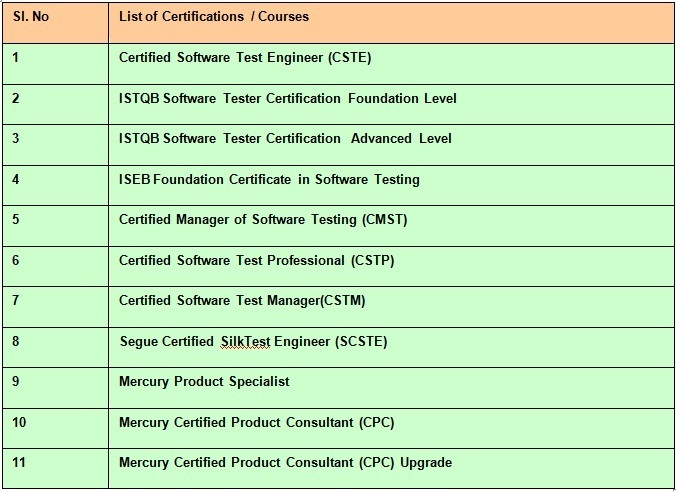 Sl. No List of Certifications / Courses
1 Certified Software Test Engineer (CSTE)
2 ISTQB Software Tester Certification Foundation Level
3 ISTQB Software Tester Certification Advanced Level
4 ISEB Foundation Certificate in Software Testing
5 Certified Manager of Software Testing (CMST)
6 Certified Software Test Professional (CSTP)
7 Certified Software Test Manager(CSTM)
8 Segue Certified SilkTest Engineer (SCSTE)
9 Mercury Product Specialist
10 Mercury Certified Product Consultant (CPC)
11 Mercury Certified Product Consultant (CPC) Upgrade